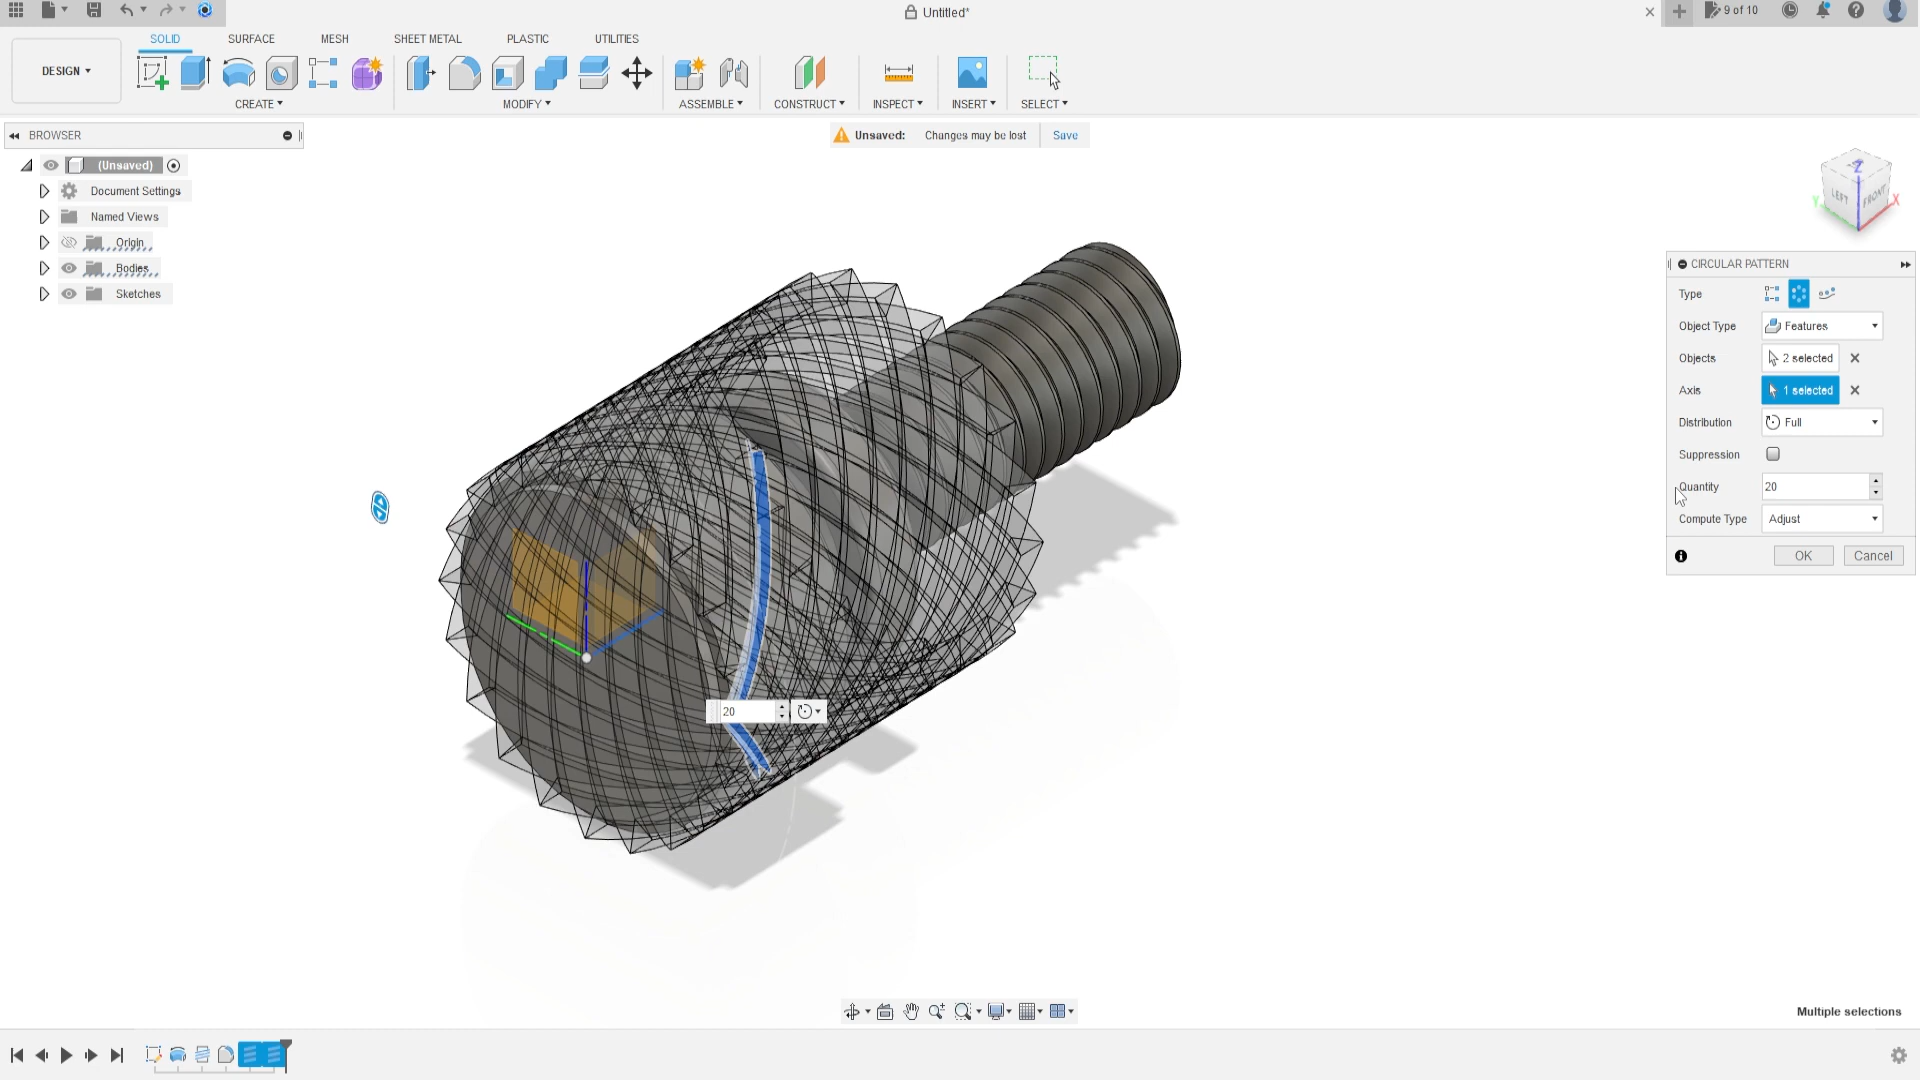 Untitled*
9 of 10
SOLID SURFACE MESH SHEET METAL PLASTIC UTILITIES
DESIGN
CREATE MODIFY ASSEMBLE CONSTRUCT INSPECT INSERT SELECT
BROWSER
Unsaved: Changes may be lost Save
(Unsaved)
Document Settings
Named Views
Origin
Bodies
Sketches
Z
LEFT FRONT
Y X
CIRCULAR PATTERN
Type
Object Type Features
Objects 2 selected
Axis 1 selected
Distribution Full
Suppression
Quantity 20
Compute Type Adjust
OK Cancel
20
Multiple selections